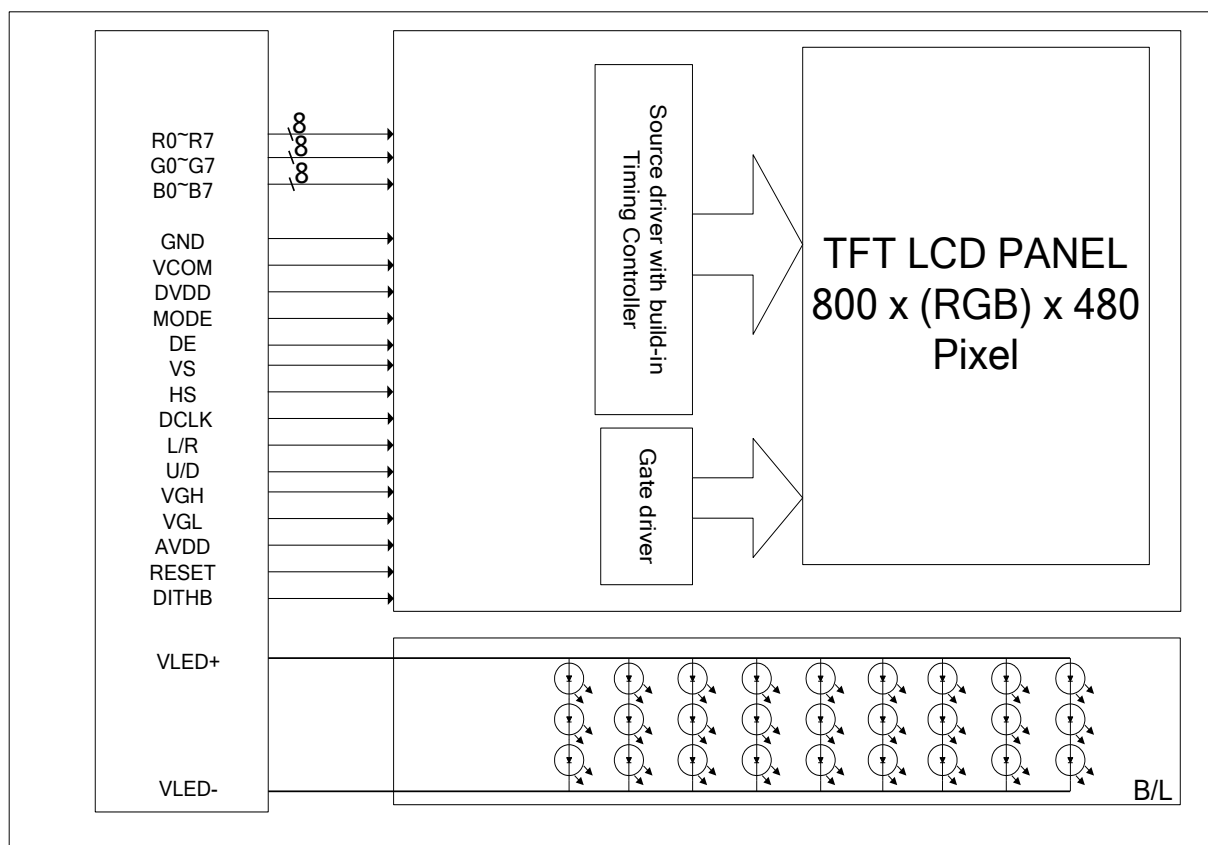 R0~R7
G0~G7
B0~B7
8
8
8
GND
VCOM
DVDD
MODE
DE
VS
HS
DCLK
L/R
U/D
VGH
VGL
AVDD
RESET
DITHB
VLED+
VLED-
Source driver with build-in
Timing Controller
Gate driver
TFT LCD PANEL
800 x (RGB) x 480
Pixel
B/L